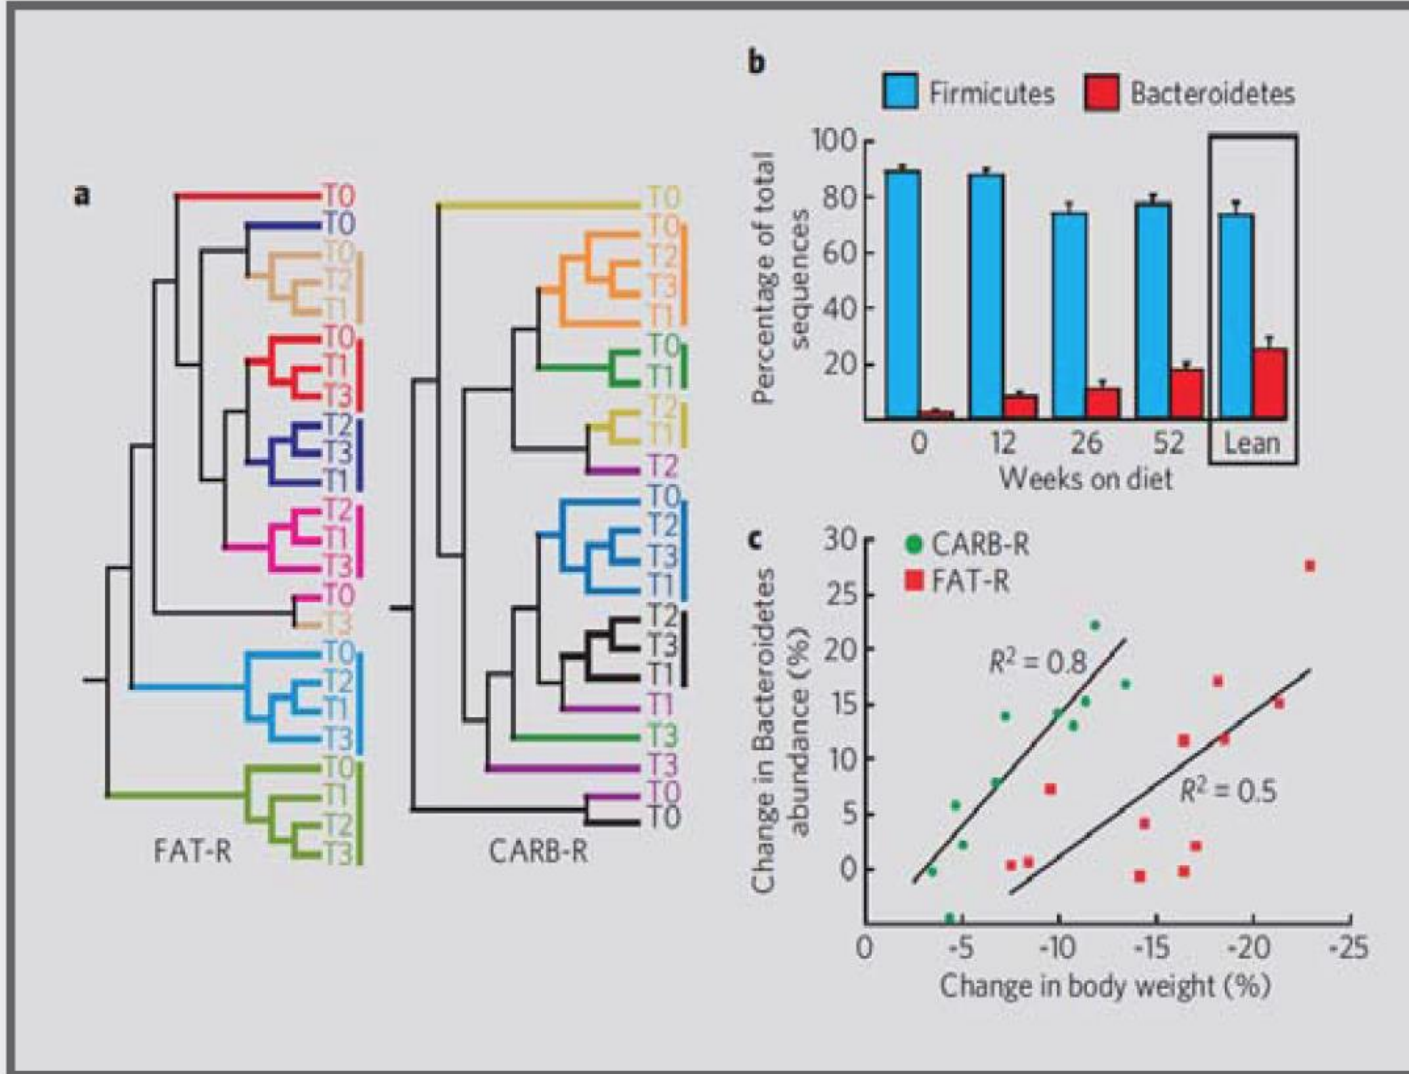 a
T0
T0
T0
T2
T1
T0
T1
T3
T2
T3
T1
T2
T1
T3
T0
T3
T0
T2
T1
T3
T0
T1
T2
T3
FAT-R
T0
T0
T2
T3
T1
T0
T1
T2
T1
T2
T0
T2
T3
T1
T2
T3
T1
T1
T3
T3
T0
T0
CARB-R
b
Firmicutes
Bacteroidetes
Percentage of total
sequences
100
80
60
40
20
0 12 26 52 Lean
Weeks on diet
c
CARB-R
FAT-R
Change in Bacteroidetes
abundance (%)
30
25
20
15
10
5
0
R² = 0.8
R² = 0.5
0 -5 -10 -15 -20 -25
Change in body weight (%)